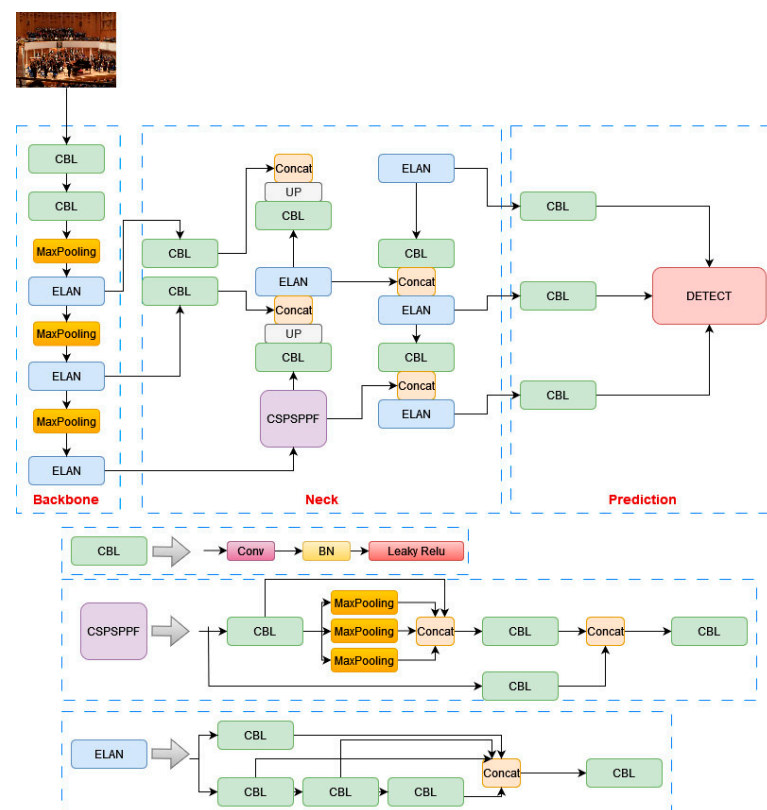 CBL
CBL
MaxPooling
ELAN
MaxPooling
ELAN
MaxPooling
ELAN
Backbone
Concat
UP
CBL
CBL
ELAN
CBL
Concat
UP
CBL
CSPSPPF
ELAN
CBL
Concat
ELAN
CBL
Concat
ELAN
Neck
CBL
CBL
DETECT
CBL
Prediction
CBL
Conv
BN
Leaky Relu
CSPSPPF
CBL
MaxPooling
MaxPooling
MaxPooling
Concat
CBL
Concat
CBL
CBL
ELAN
CBL
CBL
CBL
CBL
Concat
CBL